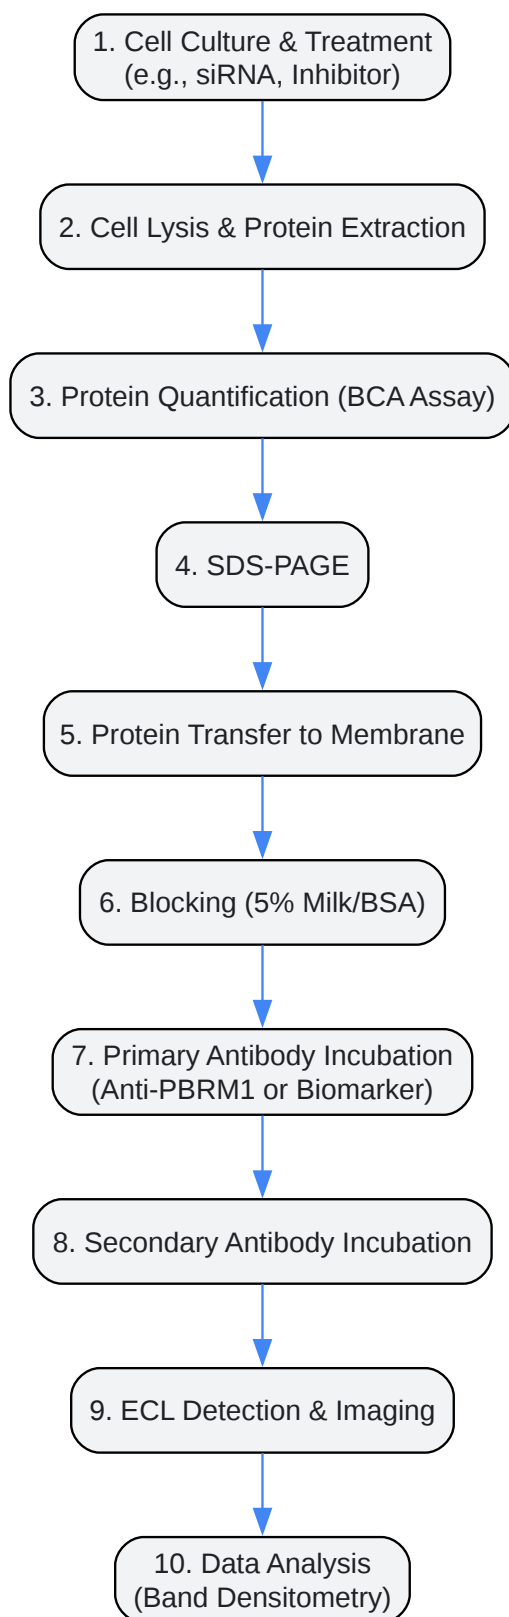 1. Cell Culture & Treatment
(e.g., siRNA, Inhibitor)
2. Cell Lysis & Protein Extraction
3. Protein Quantification (BCA Assay)
4. SDS-PAGE
5. Protein Transfer to Membrane
6. Blocking (5% Milk/BSA)
7. Primary Antibody Incubation
(Anti-PBRM1 or Biomarker)
8. Secondary Antibody Incubation
9. ECL Detection & Imaging
10. Data Analysis
(Band Densitometry)